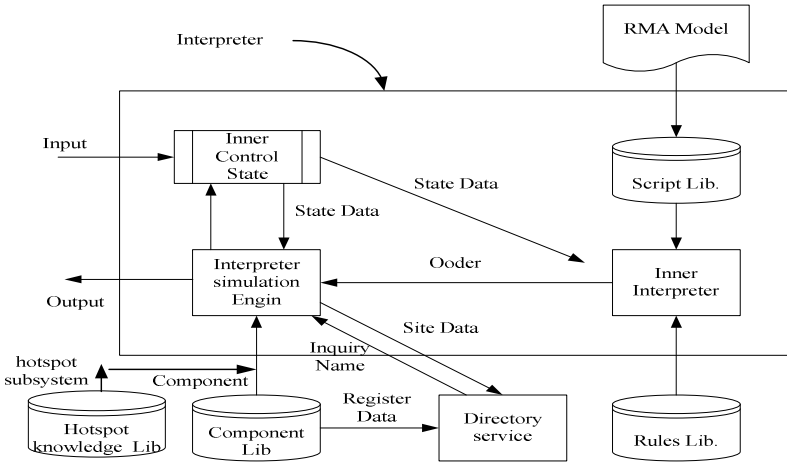 RMA Model
Interpreter
Input
Inner
Control
State
State Data
Script Lib.
State Data
Interpreter
simulation
Engin
Ooder
Inner
Interpreter
Output
Site Data
Inquiry
Name
hotspot
subsystem
Component
Register
Data
Hotspot
knowledge Lib
Component
Lib
Directory
service
Rules Lib.